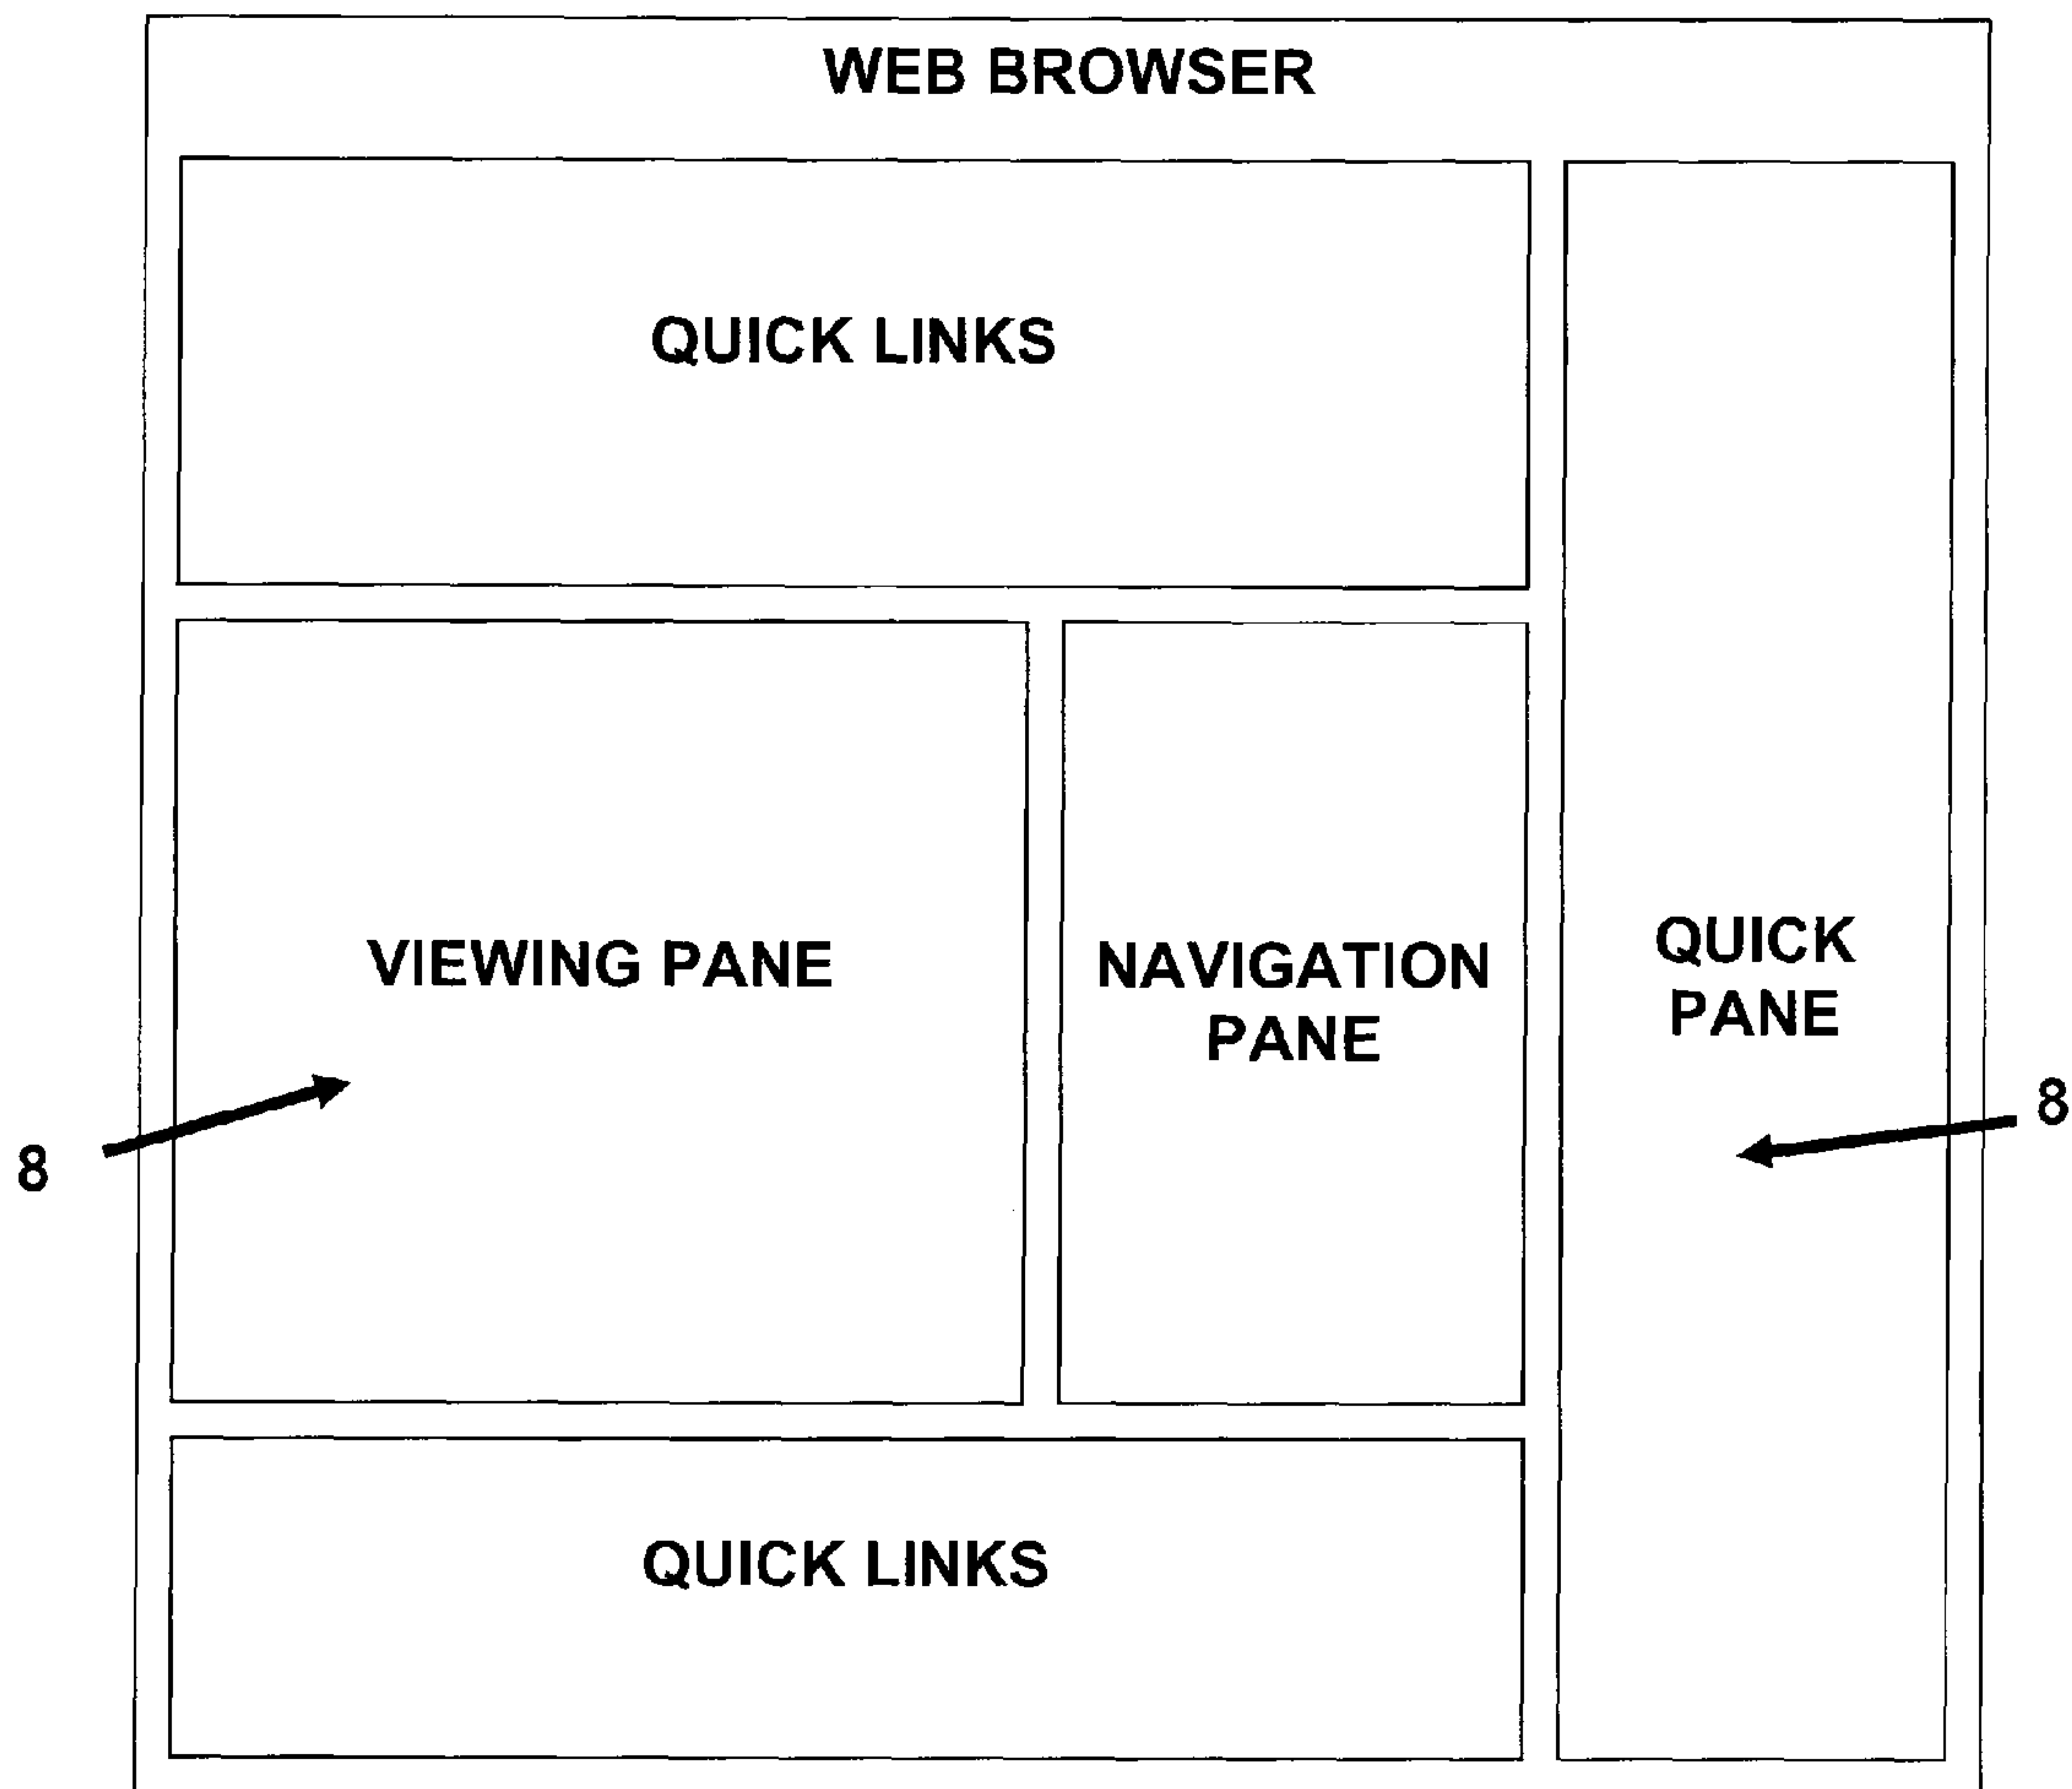 WEB BROWSER
QUICK LINKS
VIEWING PANE
NAVIGATION
PANE
QUICK
PANE
8
8
QUICK LINKS